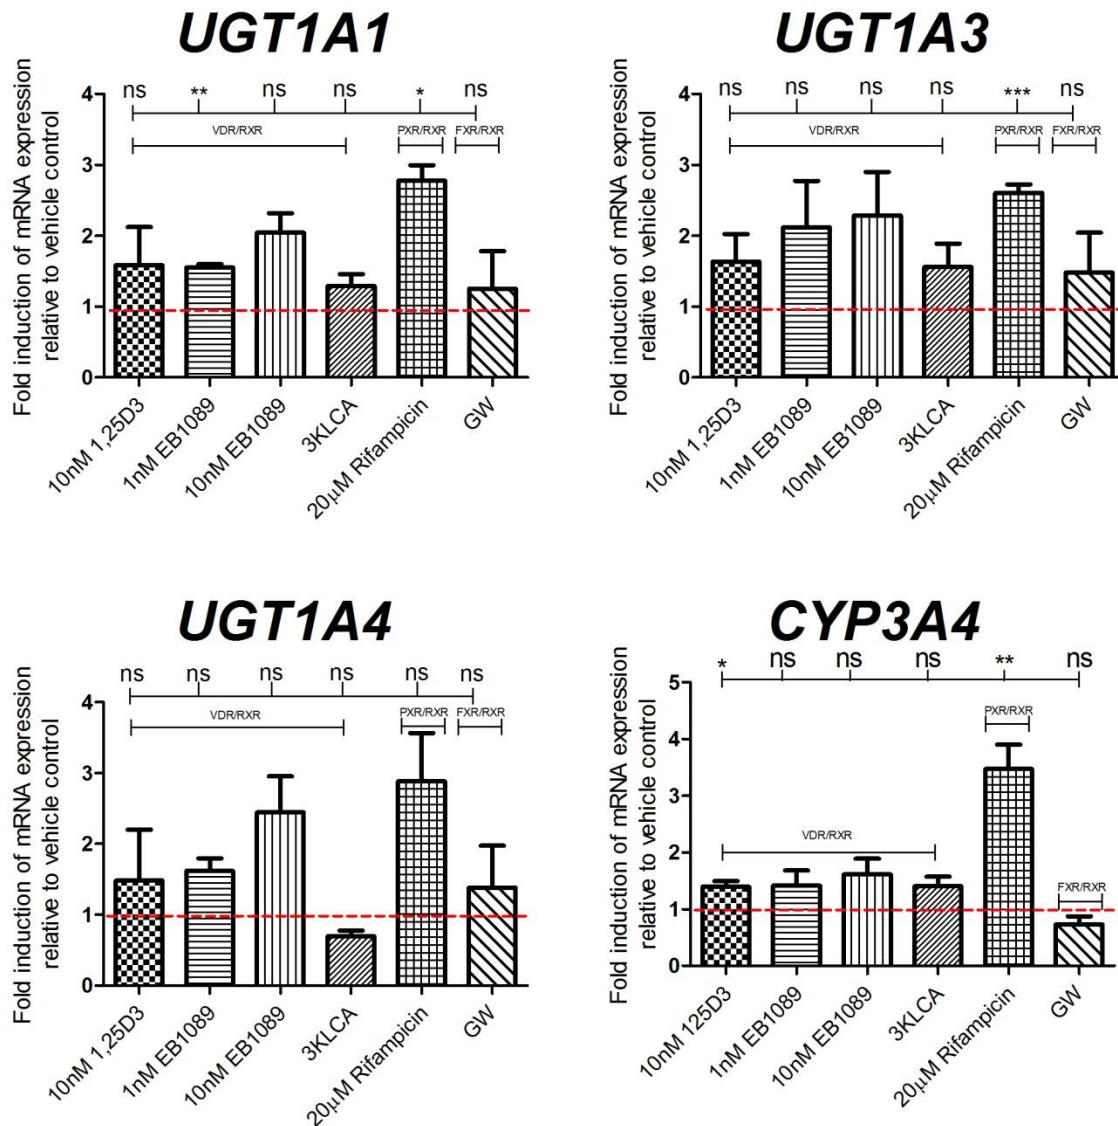 UGT1A1
ns ** ns ns * ns
VDR/RXR PXR/RXR FXR/RXR
Fold induction of mRNA expression
relative to vehicle control
4
3
2
1
0
10nM 1,25D3
1nM EB1089
10nM EB1089
3KLCA
20μM Rifampicin
GW
UGT1A3
ns ns ns ns *** ns
VDR/RXR PXR/RXR FXR/RXR
Fold induction of mRNA expression
relative to vehicle control
4
3
2
1
0
10nM 1,25D3
1nM EB1089
10nM EB1089
3KLCA
20μM Rifampicin
GW
UGT1A4
ns ns ns ns ns ns
VDR/RXR PXR/RXR FXR/RXR
Fold induction of mRNA expression
relative to vehicle control
4
3
2
1
0
10nM 1,25D3
1nM EB1089
10nM EB1089
3KLCA
20μM Rifampicin
GW
CYP3A4
* ns ns ns ** ns
PXR/RXR
VDR/RXR
FXR/RXR
Fold induction of mRNA expression
relative to vehicle control
5
4
3
2
1
0
10nM 125D3
1nM EB1089
10nM EB1089
3KLCA
20μM Rifampicin
GW